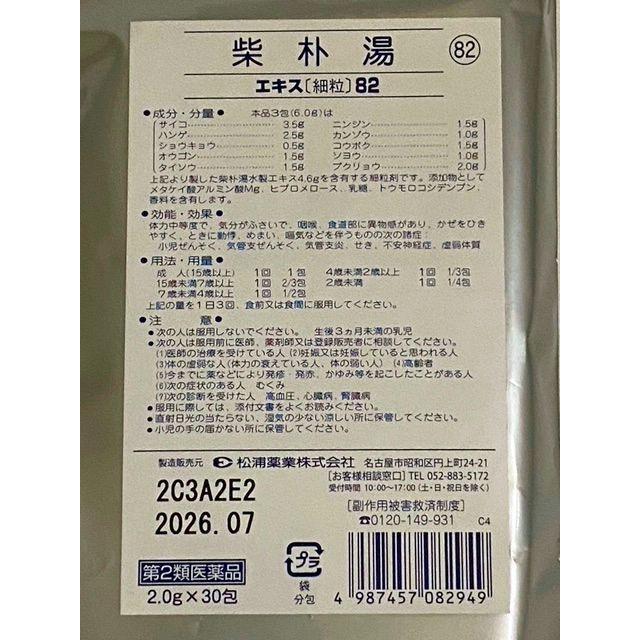 柴朴湯 82
エキス〔細粒〕82
●成分・分量 本品3包(6.0g)は
サイコ 3.5g ニンジン 1.5g
ハンゲ 2.5g カンゾウ 1.0g
ショウキョウ 0.5g コウボク 1.5g
オウゴン 1.5g ソヨウ 1.0g
タイソウ 1.5g ブクリョウ 2.0g
上記より製した柴朴湯水製エキス4.6gを含有する細粒剤です。添加物として
メタケイ酸アルミン酸Mg、ヒプロメロース、乳糖、トウモロコシデンプン、
香料を含有します。
●効能・効果
体力中等度で、気分がふさいで、咽喉、食道部に異物感があり、かぜをひき
やすく、ときに動悸、めまい、嘔気などを伴うものの次の諸症:
小児ぜんそく、気管支ぜんそく、気管支炎、せき、不安神経症、虚弱体質
●用法・用量
成人(15歳以上) 1回 1包 4歳未満2歳以上 1回 1/3包
15歳未満7歳以上 1回 2/3包 2歳未満 1回 1/4包
7歳未満4歳以上 1回 1/2包
上記の量を1日3回、食前又は食間に服用してください。
●注意
●次の人は服用しないでください。 生後3ヵ月未満の乳児
●次の人は服用前に医師、薬剤師又は登録販売者に相談してください。
(1)医師の治療を受けている人 (2)妊娠又は妊娠していると思われる人
(3)体の虚弱な人(体力の衰えている人、体の弱い人) (4)高齢者
(5)今までに薬などにより発疹・発赤、かゆみ等を起こしたことがある人
(6)次の症状のある人 むくみ
(7)次の診断を受けた人 高血圧、心臓病、腎臓病
●服用に際しては、添付文書をよくお読みください。
●直射日光の当たらない、湿気の少ない涼しい所に保管してください。
●小児の手の届かない所に保管してください。
製造販売元 松浦薬業株式会社 名古屋市昭和区円上町24-21
[お客様相談窓口]TEL 052-883-5172
受付時間 10:00〜17:00(土・日・祝日を除く)
2C3A2E2
2026.07
[副作用被害救済制度]
☎0120-149-931 C4
第2類医薬品
2.0g×30包
プラ
袋
分包
4 987457 082949